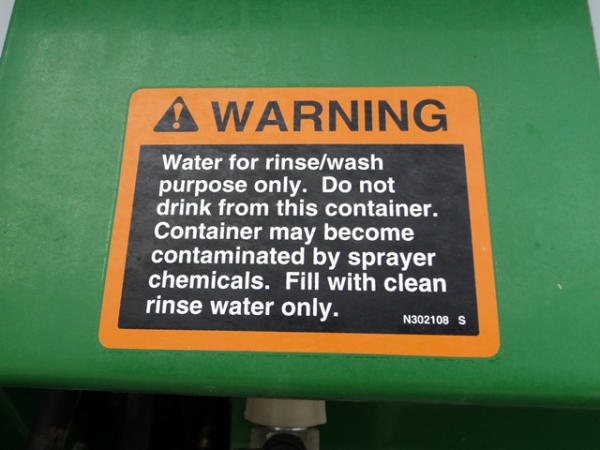 WARNING
Water for rinse/wash
purpose only. Do not
drink from this container.
Container may become
contaminated by sprayer
chemicals. Fill with clean
rinse water only.
N302108 S